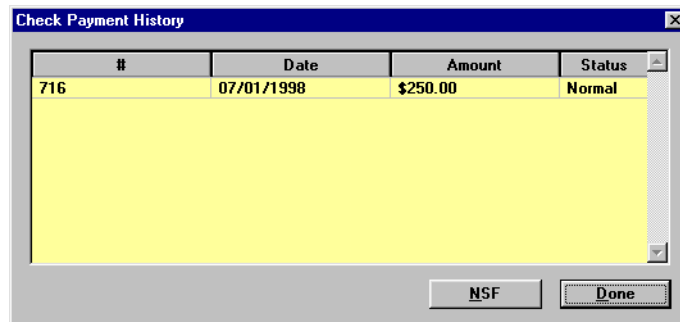 Check Payment History
# Date Amount Status
716 07/01/1998 $250.00 Normal
NSF Done